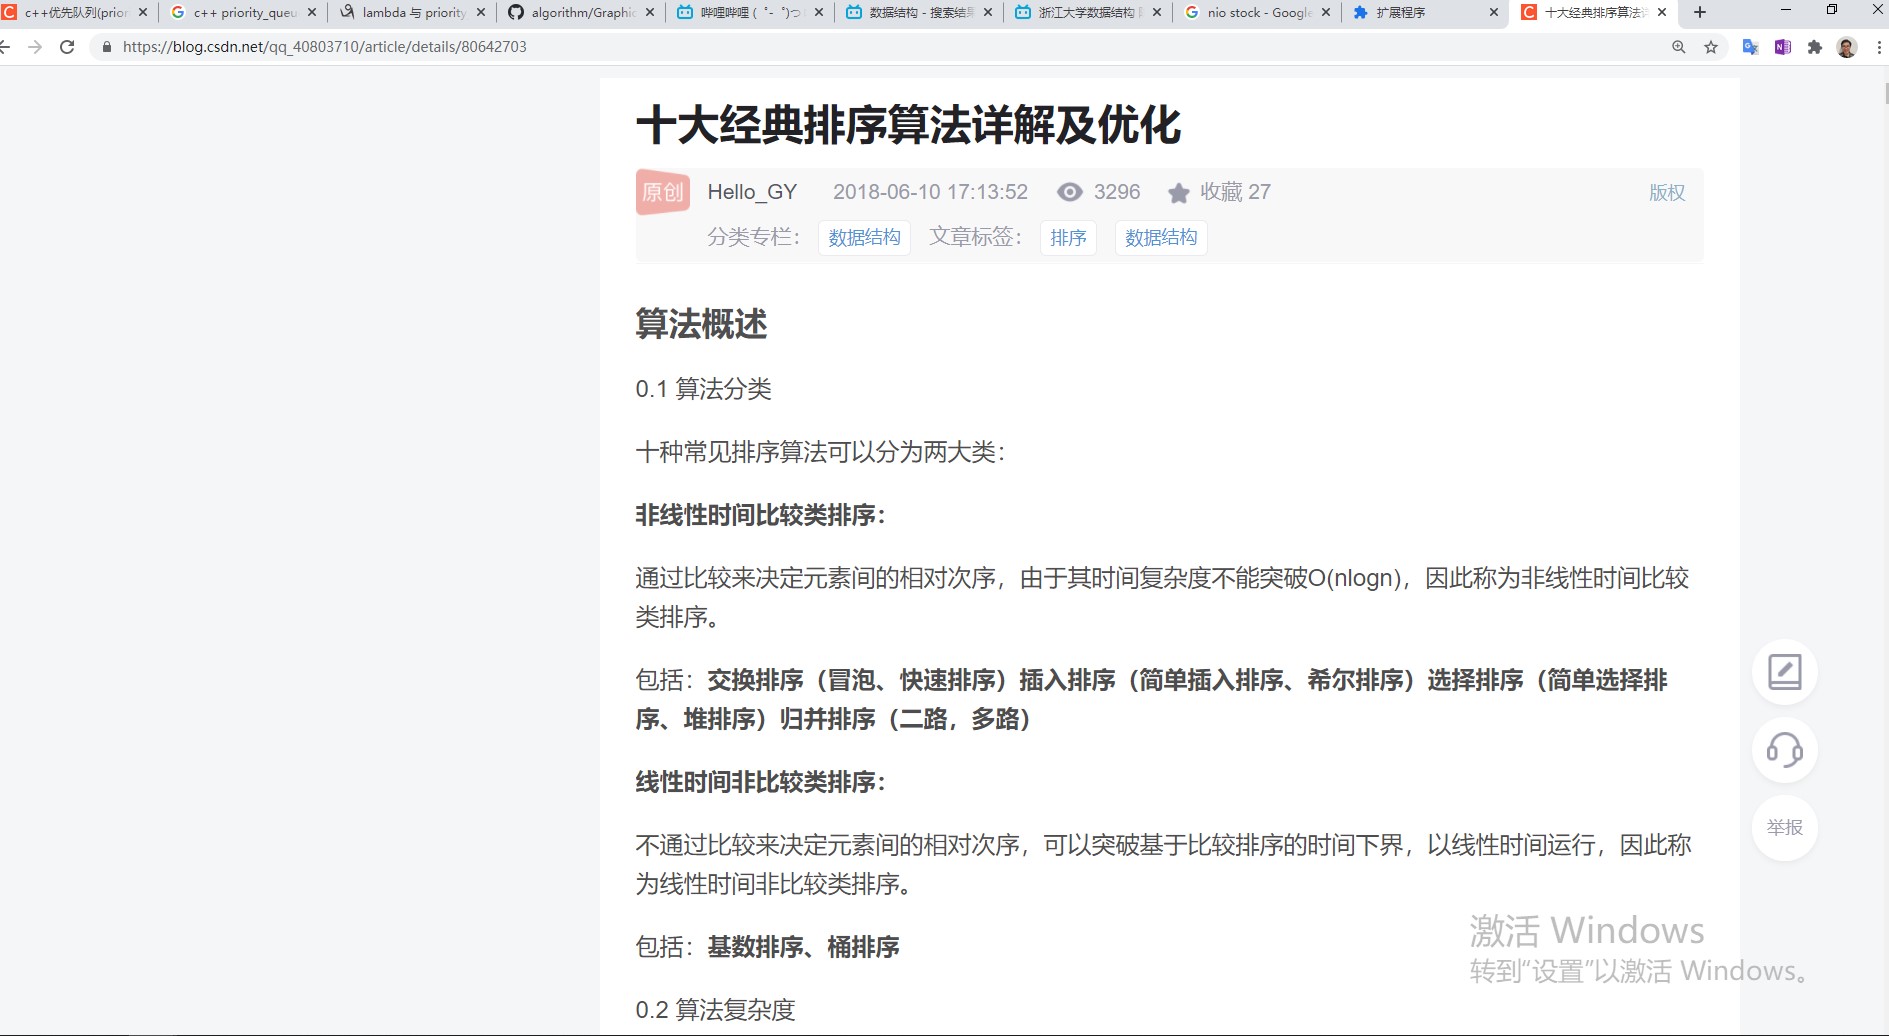 c++优先队列(prior
c++ priority_queu
lambda 与 priority
algorithm/Graphic
哔哩哔哩 ( ゜- ゜)つ
数据结构 - 搜索结果
浙江大学数据结构
nio stock - Google
扩展程序
十大经典排序算法详
https://blog.csdn.net/qq_40803710/article/details/80642703
十大经典排序算法详解及优化
原创 Hello_GY 2018-06-10 17:13:52 3296 收藏 27 版权
分类专栏： 数据结构 文章标签： 排序 数据结构
算法概述
0.1 算法分类
十种常见排序算法可以分为两大类：
非线性时间比较类排序：
通过比较来决定元素间的相对次序，由于其时间复杂度不能突破O(nlogn)，因此称为非线性时间比较
类排序。
包括：交换排序（冒泡、快速排序）插入排序（简单插入排序、希尔排序）选择排序（简单选择排
序、堆排序）归并排序（二路，多路）
线性时间非比较类排序：
不通过比较来决定元素间的相对次序，可以突破基于比较排序的时间下界，以线性时间运行，因此称
为线性时间非比较类排序。
包括：基数排序、桶排序
0.2 算法复杂度
举报
激活 Windows
转到“设置”以激活 Windows。